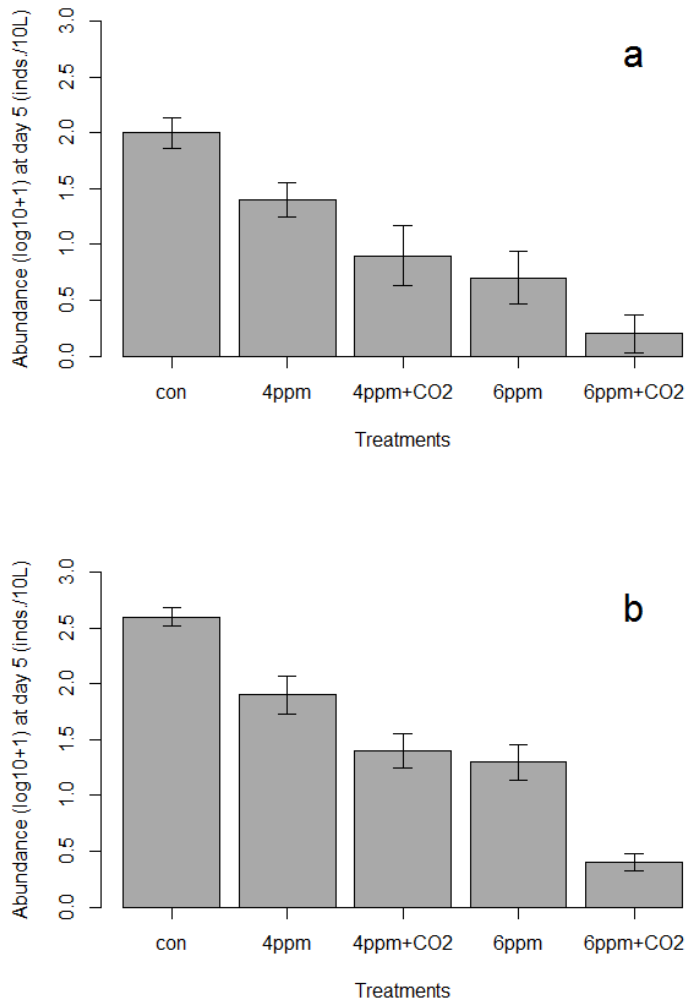 a
Abundance (log10+1) at day 5 (inds./10L)
3.0
2.5
2.0
1.5
1.0
0.5
0.0
con 4ppm 4ppm+CO2 6ppm 6ppm+CO2
Treatments
b
Abundance (log10+1) at day 5 (inds./10L)
3.0
2.5
2.0
1.5
1.0
0.5
0.0
con 4ppm 4ppm+CO2 6ppm 6ppm+CO2
Treatments